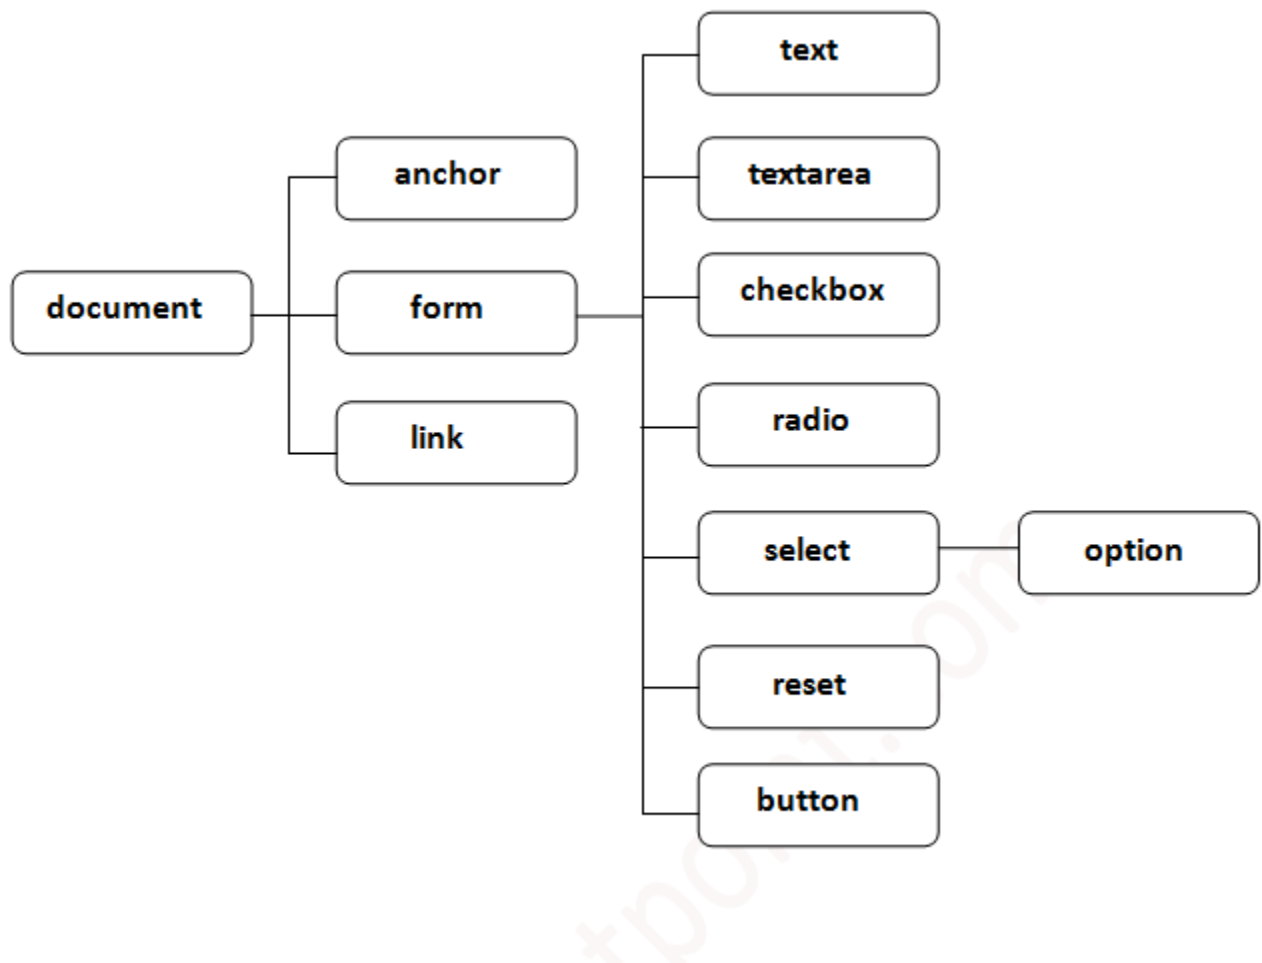 text
anchor
textarea
document
form
checkbox
link
radio
select
option
reset
button